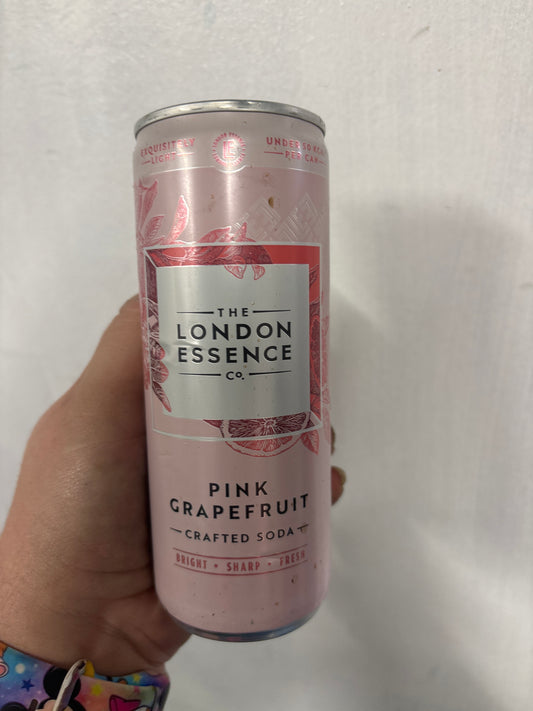 EXQUISITELY
LIGHT
UNDER 50 KCAL
PER CAN
THE
LONDON
ESSENCE
Co.
PINK
GRAPEFRUIT
CRAFTED SODA
BRIGHT • SHARP • FRESH